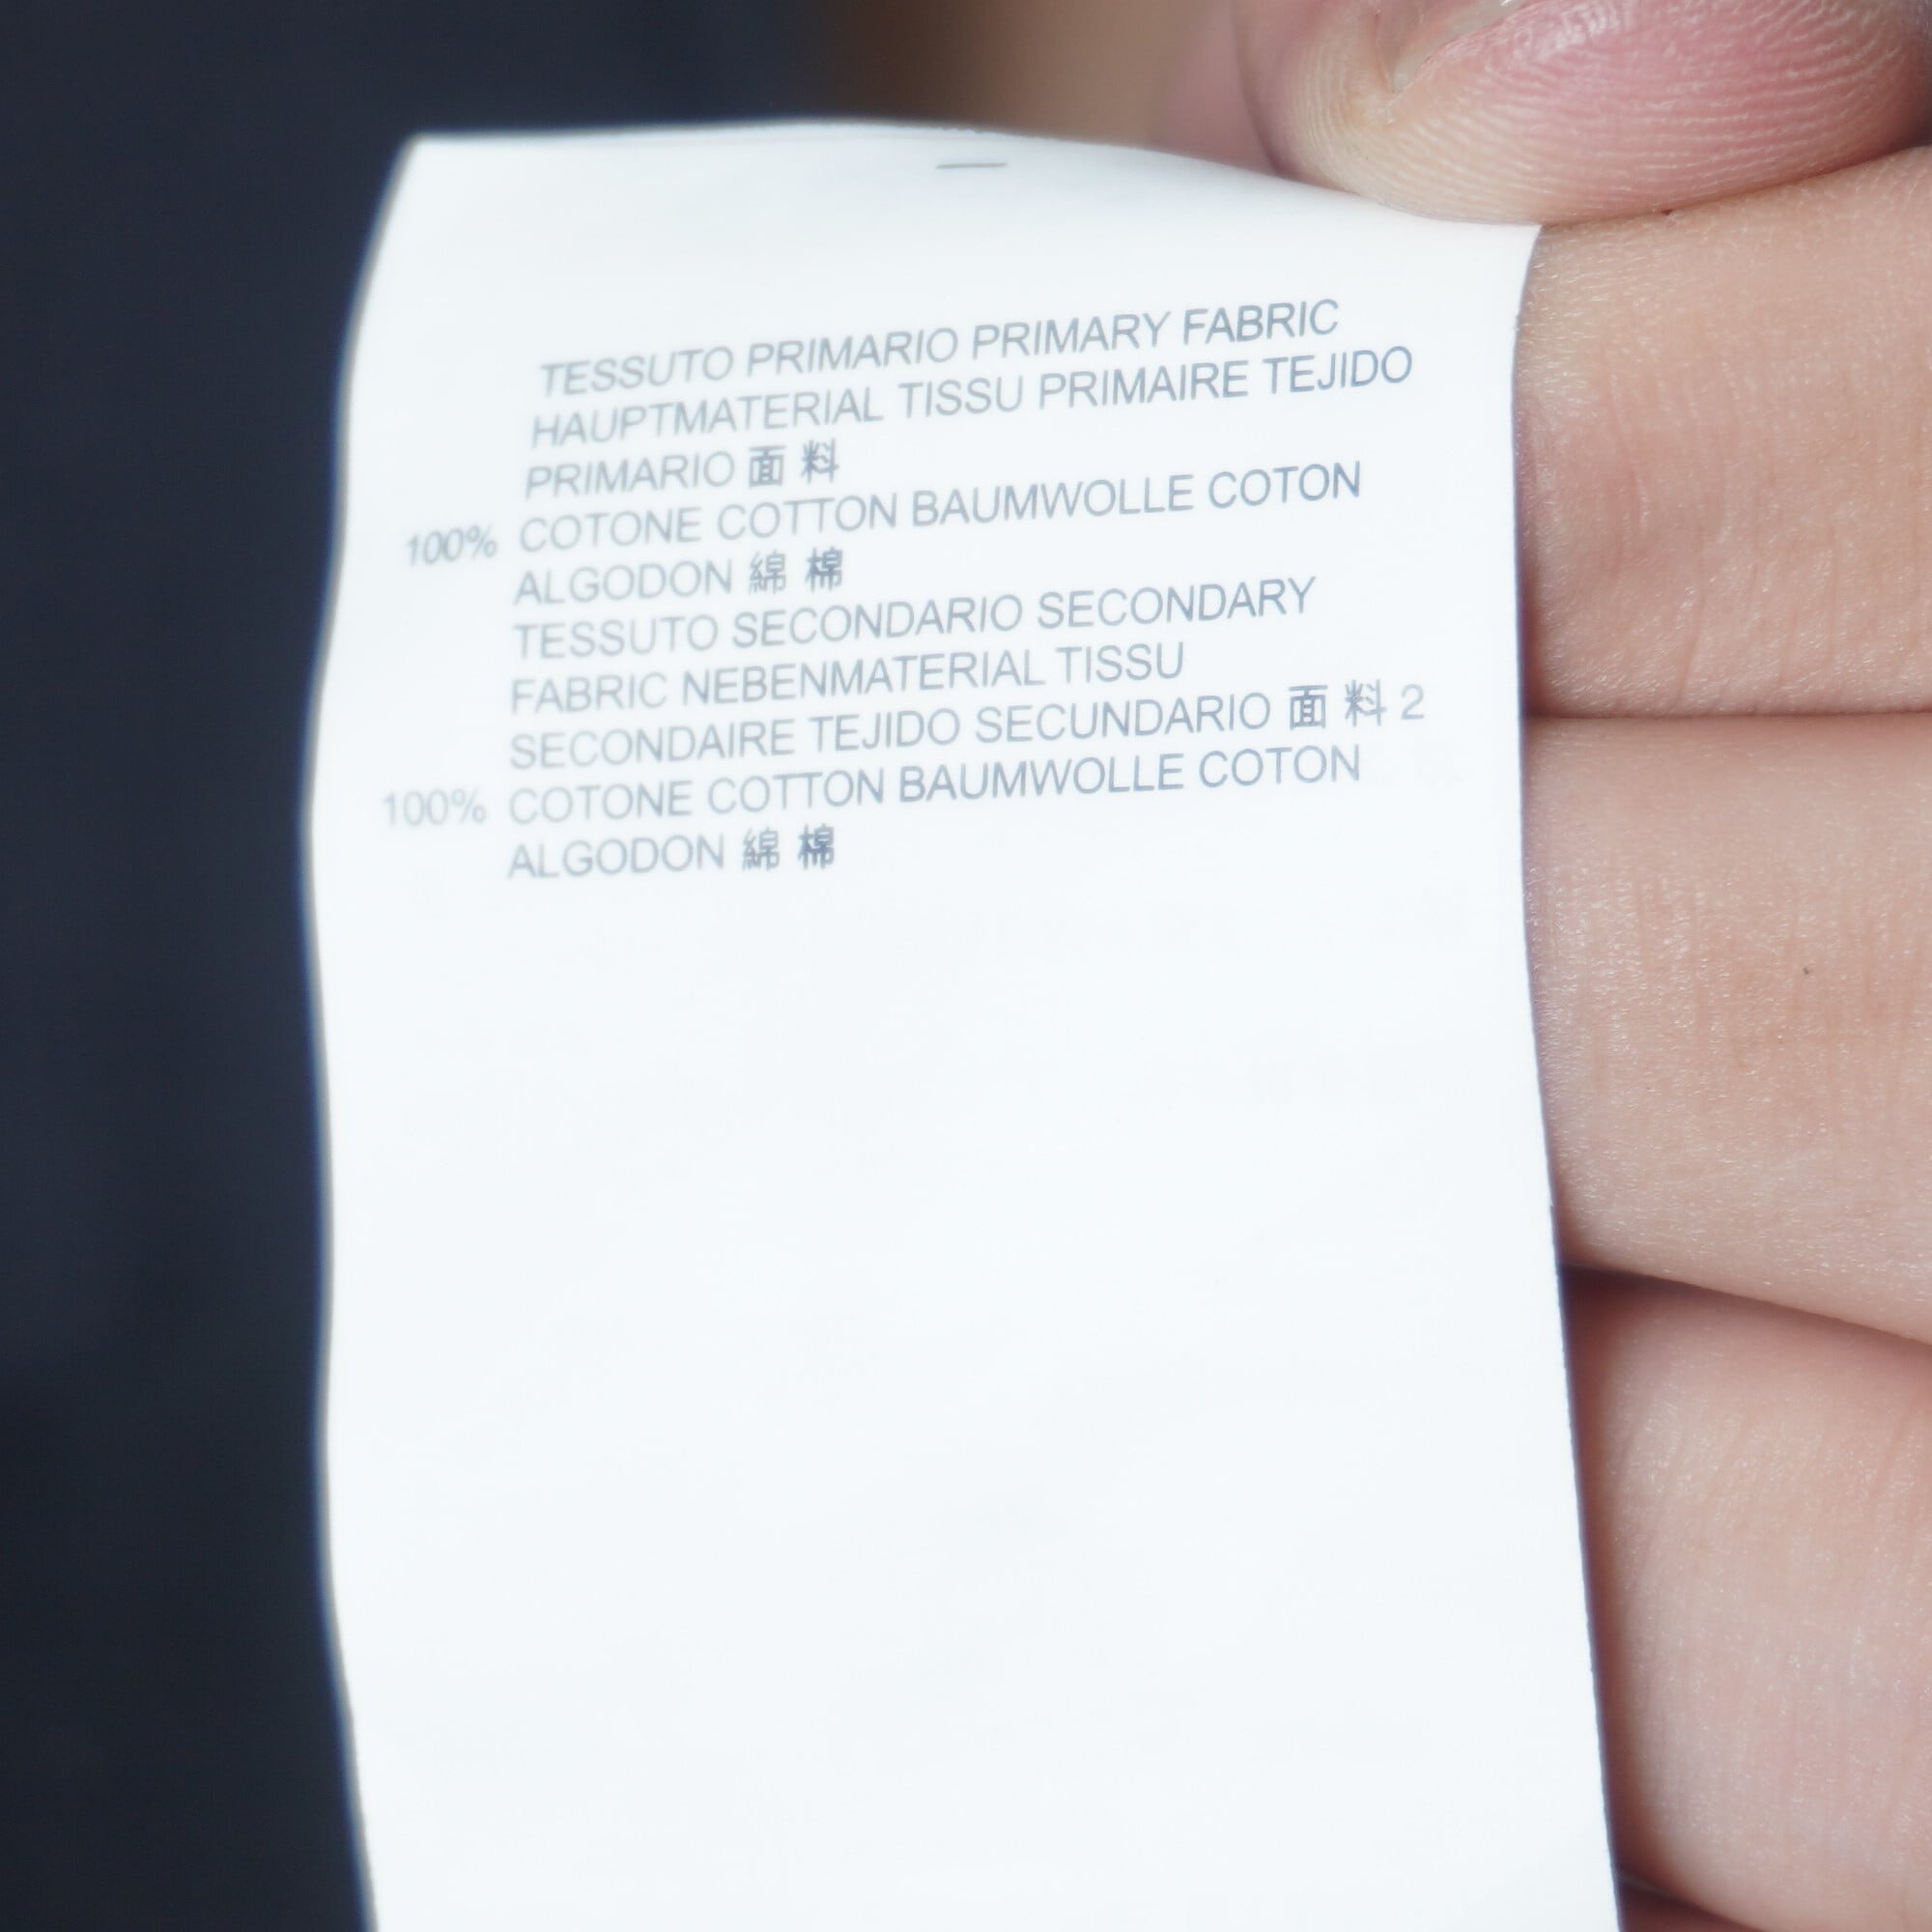 TESSUTO PRIMARIO PRIMARY FABRIC
HAUPTMATERIAL TISSU PRIMAIRE TEJIDO
PRIMARIO 面 料
100% COTONE COTTON BAUMWOLLE COTON
ALGODON 綿 棉
TESSUTO SECONDARIO SECONDARY
FABRIC NEBENMATERIAL TISSU
SECONDAIRE TEJIDO SECUNDARIO 面 料 2
100% COTONE COTTON BAUMWOLLE COTON
ALGODON 綿 棉